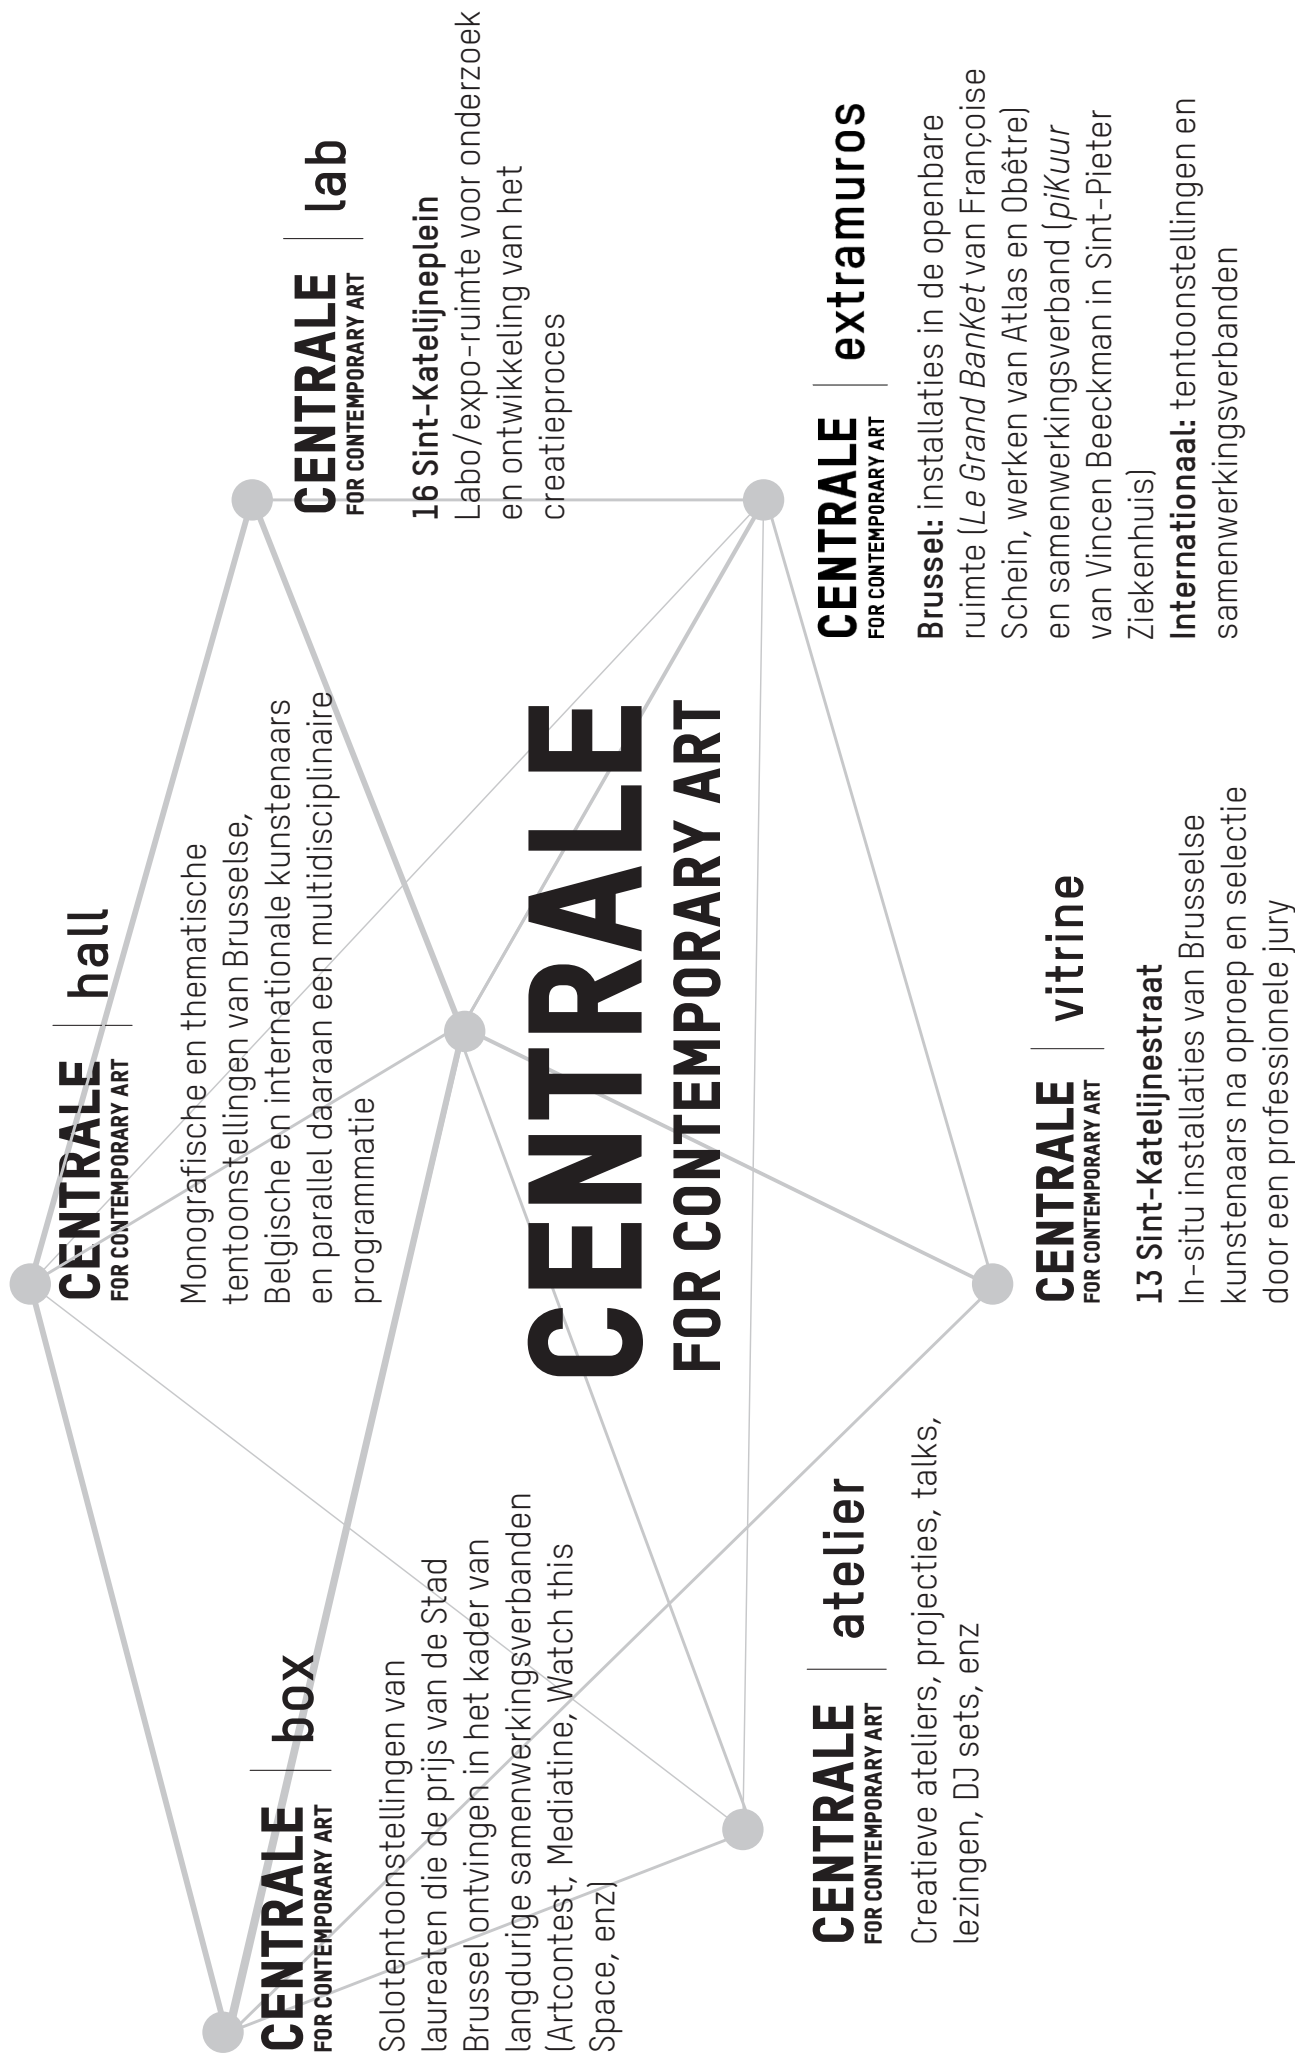 CENTRALE
FOR CONTEMPORARY ART
hall
Monografische en thematische
tentoonstellingen van Brusselse,
Belgische en internationale kunstenaars
en parallel daaraan een multidisciplinaire
programmatie
CENTRALE
FOR CONTEMPORARY ART
box
Solotentoonstellingen van
laureaten die de prijs van de Stad
Brussel ontvingen in het kader van
langdurige samenwerkingsverbanden
(Artcontest, Mediatine, Watch this
Space, enz)
CENTRALE
FOR CONTEMPORARY ART
lab
16 Sint-Katelijneplein
Labo/expo-ruimte voor onderzoek
en ontwikkeling van het
creatieproces
CENTRALE
FOR CONTEMPORARY ART
CENTRALE
FOR CONTEMPORARY ART
atelier
Creatieve ateliers, projecties, talks,
lezingen, DJ sets, enz
CENTRALE
FOR CONTEMPORARY ART
extramuros
Brussel: installaties in de openbare
ruimte (Le Grand BanKet van Françoise
Schein, werken van Atlas en Obêtre)
en samenwerkingsverband (piKuur
van Vincen Beeckman in Sint-Pieter
Ziekenhuis)
Internationaal: tentoonstellingen en
samenwerkingsverbanden
CENTRALE
FOR CONTEMPORARY ART
vitrine
13 Sint-Katelijnestraat
In-situ installaties van Brusselse
kunstenaars na oproep en selectie
door een professionele jury